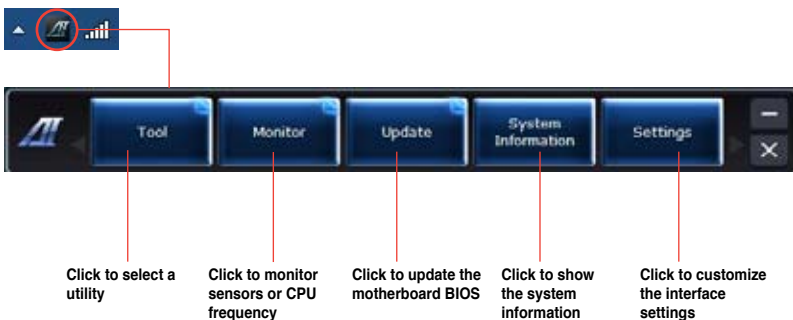 Tool
Monitor
Update
System
Information
Settings
Click to select a
utility
Click to monitor
sensors or CPU
frequency
Click to update the
motherboard BIOS
Click to show
the system
information
Click to customize
the interface
settings